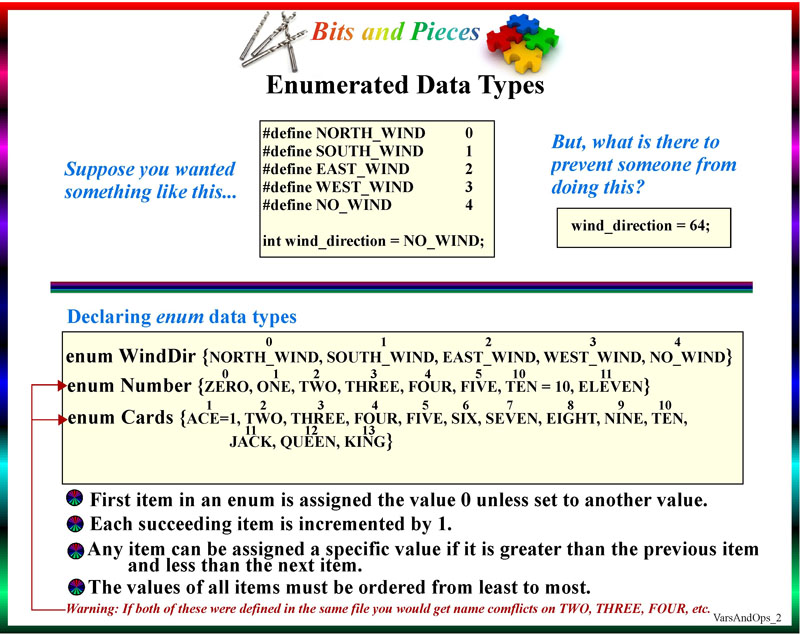 Bits and Pieces
Enumerated Data Types
Suppose you wanted
something like this...
#define NORTH_WIND 0
#define SOUTH_WIND 1
#define EAST_WIND 2
#define WEST_WIND 3
#define NO_WIND 4
int wind_direction = NO_WIND;
But, what is there to
prevent someone from
doing this?
wind_direction = 64;
Declaring enum data types
0 1 2 3 4
enum WindDir {NORTH_WIND, SOUTH_WIND, EAST_WIND, WEST_WIND, NO_WIND}
0 1 2 3 4 5 10 11
enum Number {ZERO, ONE, TWO, THREE, FOUR, FIVE, TEN = 10, ELEVEN}
1 2 3 4 5 6 7 8 9 10
enum Cards {ACE=1, TWO, THREE, FOUR, FIVE, SIX, SEVEN, EIGHT, NINE, TEN,
11 12 13
JACK, QUEEN, KING}
First item in an enum is assigned the value 0 unless set to another value.
Each succeeding item is incremented by 1.
Any item can be assigned a specific value if it is greater than the previous item
and less than the next item.
The values of all items must be ordered from least to most.
Warning: If both of these were defined in the same file you would get name comflicts on TWO, THREE, FOUR, etc.
VarsAndOps_2